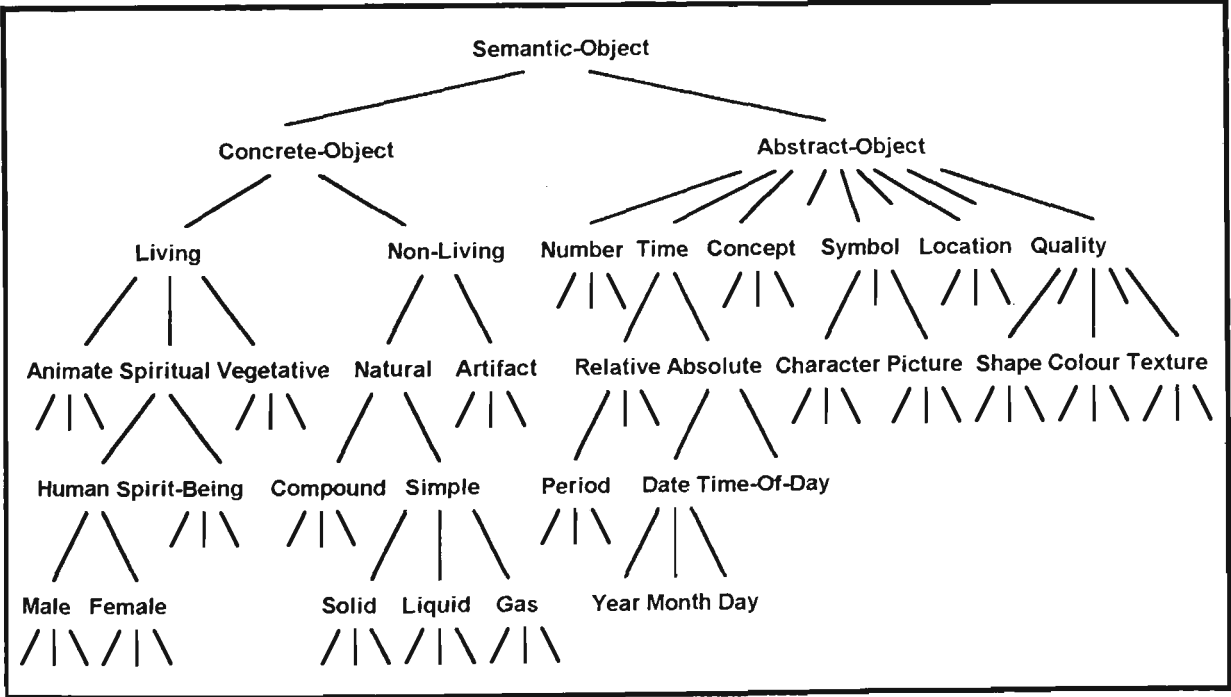 Semantic-Object
Concrete-Object Abstract-Object
Living Non-Living Number Time Concept Symbol Location Quality
Animate Spiritual Vegetative Natural Artifact Relative Absolute Character Picture Shape Colour Texture
Human Spirit-Being Compound Simple Period Date Time-Of-Day
Male Female Solid Liquid Gas Year Month Day